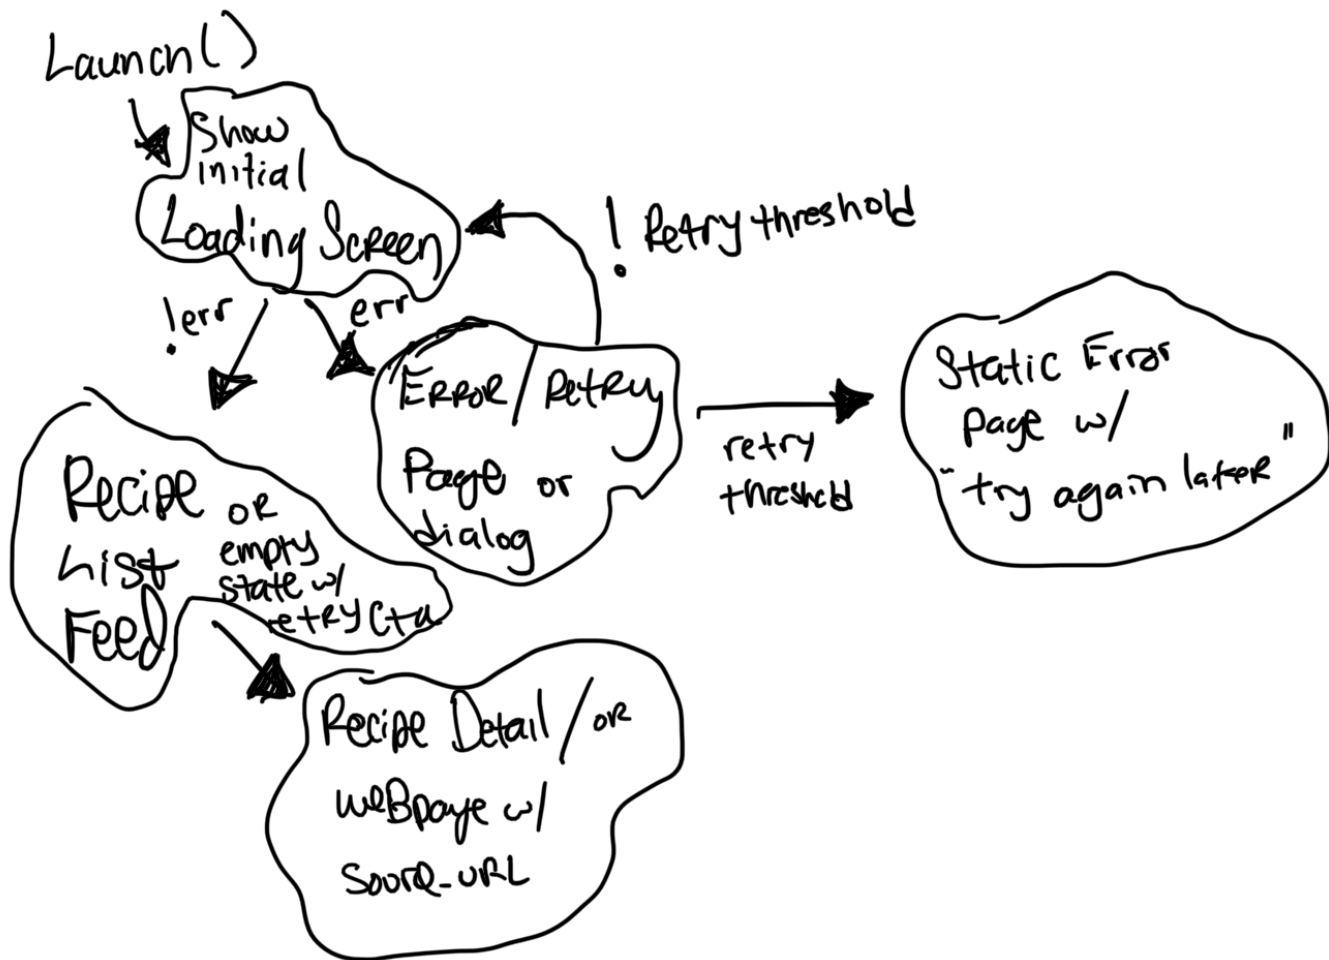 Launch()
Show
initial
Loading Screen
! Retry threshold
!err
err
Error / Retry
Page or
dialog
retry
threshold
Static Error
page w/
"try again later"
Recipe OR
List empty
state w/
Feed retry cta
Recipe Detail / or
weBpage w/
Source_URL